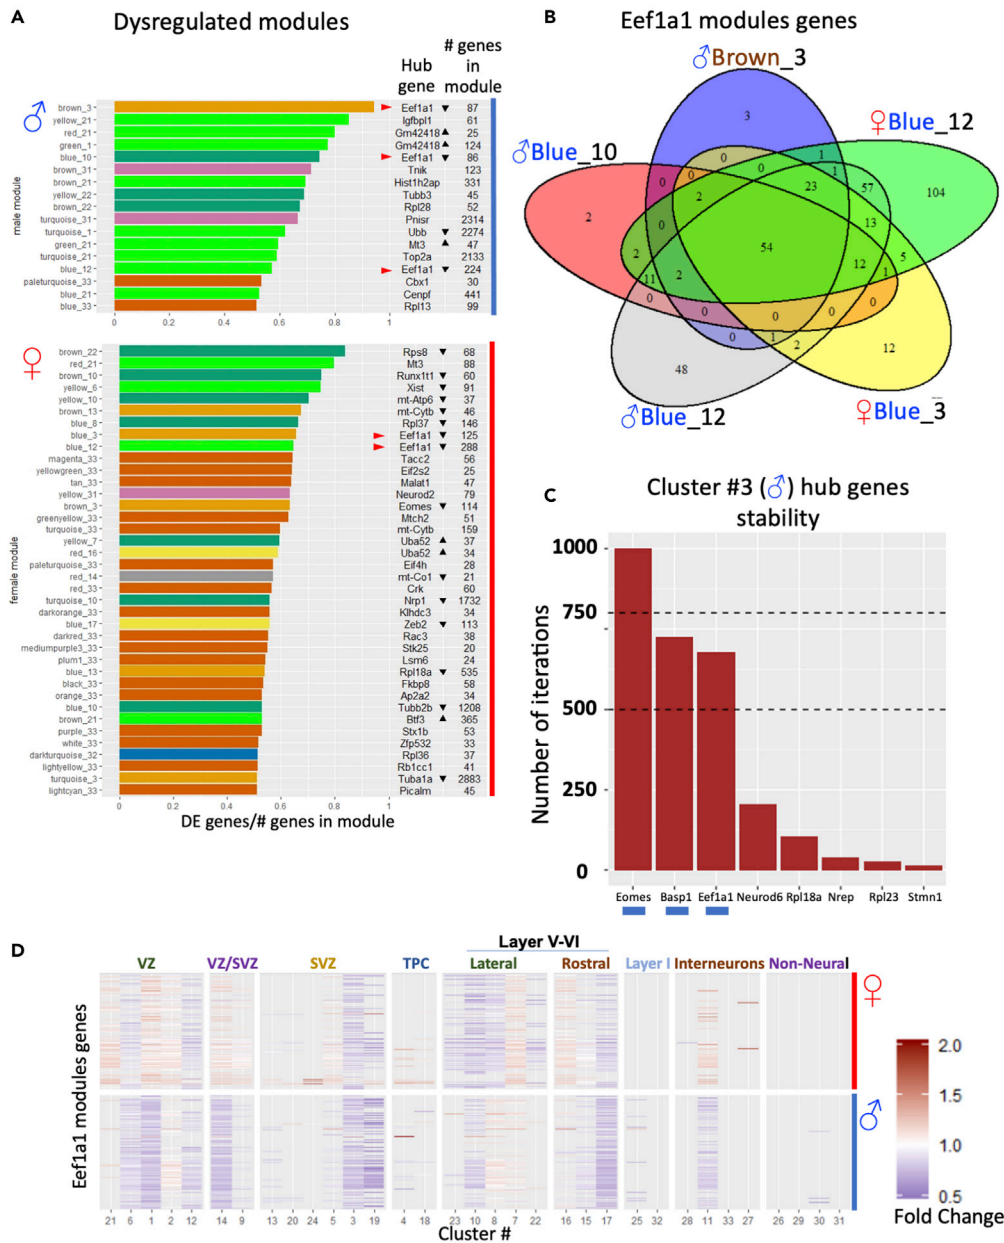 A
Dysregulated modules
Hub gene
# genes in module
♂
male module
brown_3 Eef1a1 ▼ 87
yellow_21 Igfbpl1 61
red_21 Gm42418 ▲ 25
green_1 Gm42418 ▲ 124
blue_10 Eef1a1 ▼ 86
brown_31 Tnik 123
brown_21 Hist1h2ap 331
yellow_22 Tubb3 45
brown_22 Rpl28 52
turquoise_31 Pnisr 2314
turquoise_1 Ubb ▼ 2274
green_21 Mt3 ▲ 47
turquoise_21 Top2a 2133
blue_12 Eef1a1 ▼ 224
paleturquoise_33 Cbx1 30
blue_21 Cenpf 441
blue_33 Rpl13 99
0 0.2 0.4 0.6 0.8 1
♀
female module
brown_22 Rps8 ▼ 68
red_21 Mt3 88
brown_10 Runx1t1 ▼ 60
yellow_6 Xist ▼ 91
yellow_10 mt-Atp6 ▼ 37
brown_13 mt-Cytb ▼ 46
blue_8 Rpl37 ▼ 146
blue_3 Eef1a1 ▼ 125
blue_12 Eef1a1 ▼ 288
magenta_33 Tacc2 56
yellowgreen_33 Eif2s2 25
tan_33 Malat1 47
yellow_31 Neurod2 79
brown_3 Eomes ▼ 114
greenyellow_33 Mtch2 51
turquoise_33 mt-Cytb 159
yellow_7 Uba52 ▲ 37
red_16 Uba52 ▲ 34
paleturquoise_33 Eif4h 28
red_14 mt-Co1 ▼ 21
red_33 Crk 60
turquoise_10 Nrp1 ▼ 1732
darkorange_33 Klhdc3 34
blue_17 Zeb2 ▼ 113
darkred_33 Rac3 38
mediumpurple3_33 Stk25 20
plum1_33 Lsm6 24
blue_13 Rpl18a ▼ 535
black_33 Fkbp8 58
orange_33 Ap2a2 34
blue_10 Tubb2b ▼ 1208
brown_21 Btf3 ▲ 365
purple_33 Stx1b 53
white_33 Zfp532 33
darkturquoise_32 Rpl36 37
lightyellow_33 Rb1cc1 41
turquoise_3 Tuba1a ▼ 2883
lightcyan_33 Picalm 45
0 0.2 0.4 0.6 0.8 1
DE genes/# genes in module
B
Eef1a1 modules genes
♂Brown_3
♀Blue_12
♂Blue_10
3
0 0 1
0 0 2 23 1 57 104
2
0 13
2 54 5
11 2 12 1
0 0 0 0 0
0 1 2 12
48
♂Blue_12
♀Blue_3
C
Cluster #3 (♂) hub genes
stability
Number of iterations
1000
750
500
250
0
Eomes Basp1 Eef1a1 Neurod6 Rpl18a Nrep Rpl23 Stmn1
D
Layer V-VI
VZ VZ/SVZ SVZ TPC Lateral Rostral Layer I Interneurons Non-Neural
Eef1a1 modules genes
♀
♂
21 6 1 2 12 14 9 13 20 24 5 3 19 4 18 23 10 8 7 22 16 15 17 25 32 28 11 33 27 26 29 30 31
Cluster #
2.0
1.5
1.0
0.5
Fold Change